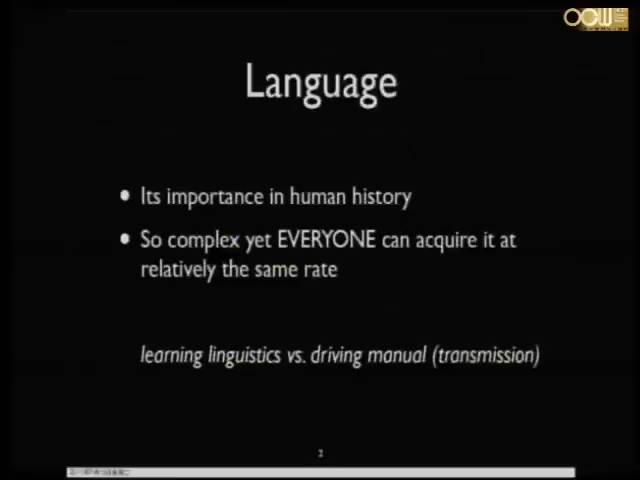 OCW
Language
• Its importance in human history
• So complex yet EVERYONE can acquire it at
relatively the same rate
learning linguistics vs. driving manual (transmission)
2